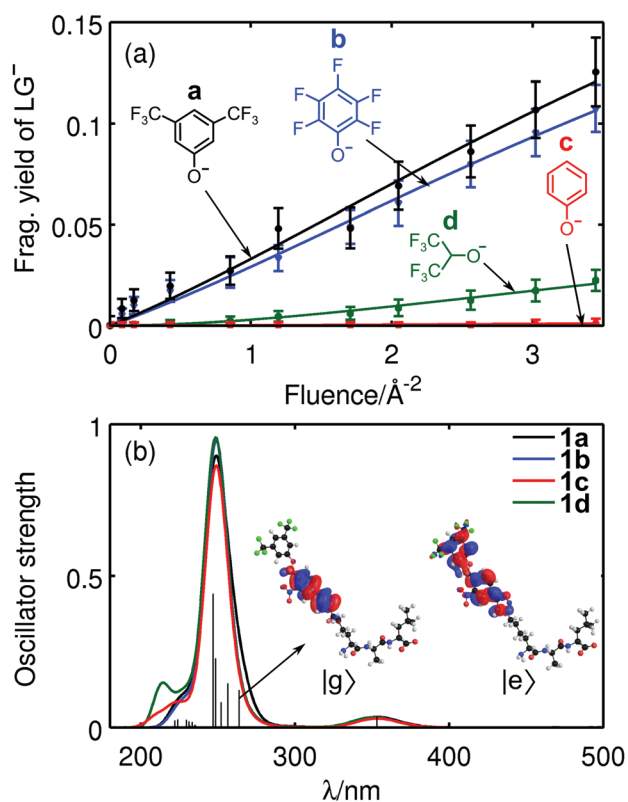 (a)
Frag. yield of LG⁻
0.15
0.1
0.05
0
a
CF₃
CF₃
O⁻
b
F
F
F
F
F
O⁻
c
O⁻
d
F₃C
F₃C
O⁻
0 1 2 3
Fluence/Å⁻²
(b)
Oscillator strength
1
0.5
0
1a
1b
1c
1d
|g⟩
|e⟩
200 300 400 500
λ/nm